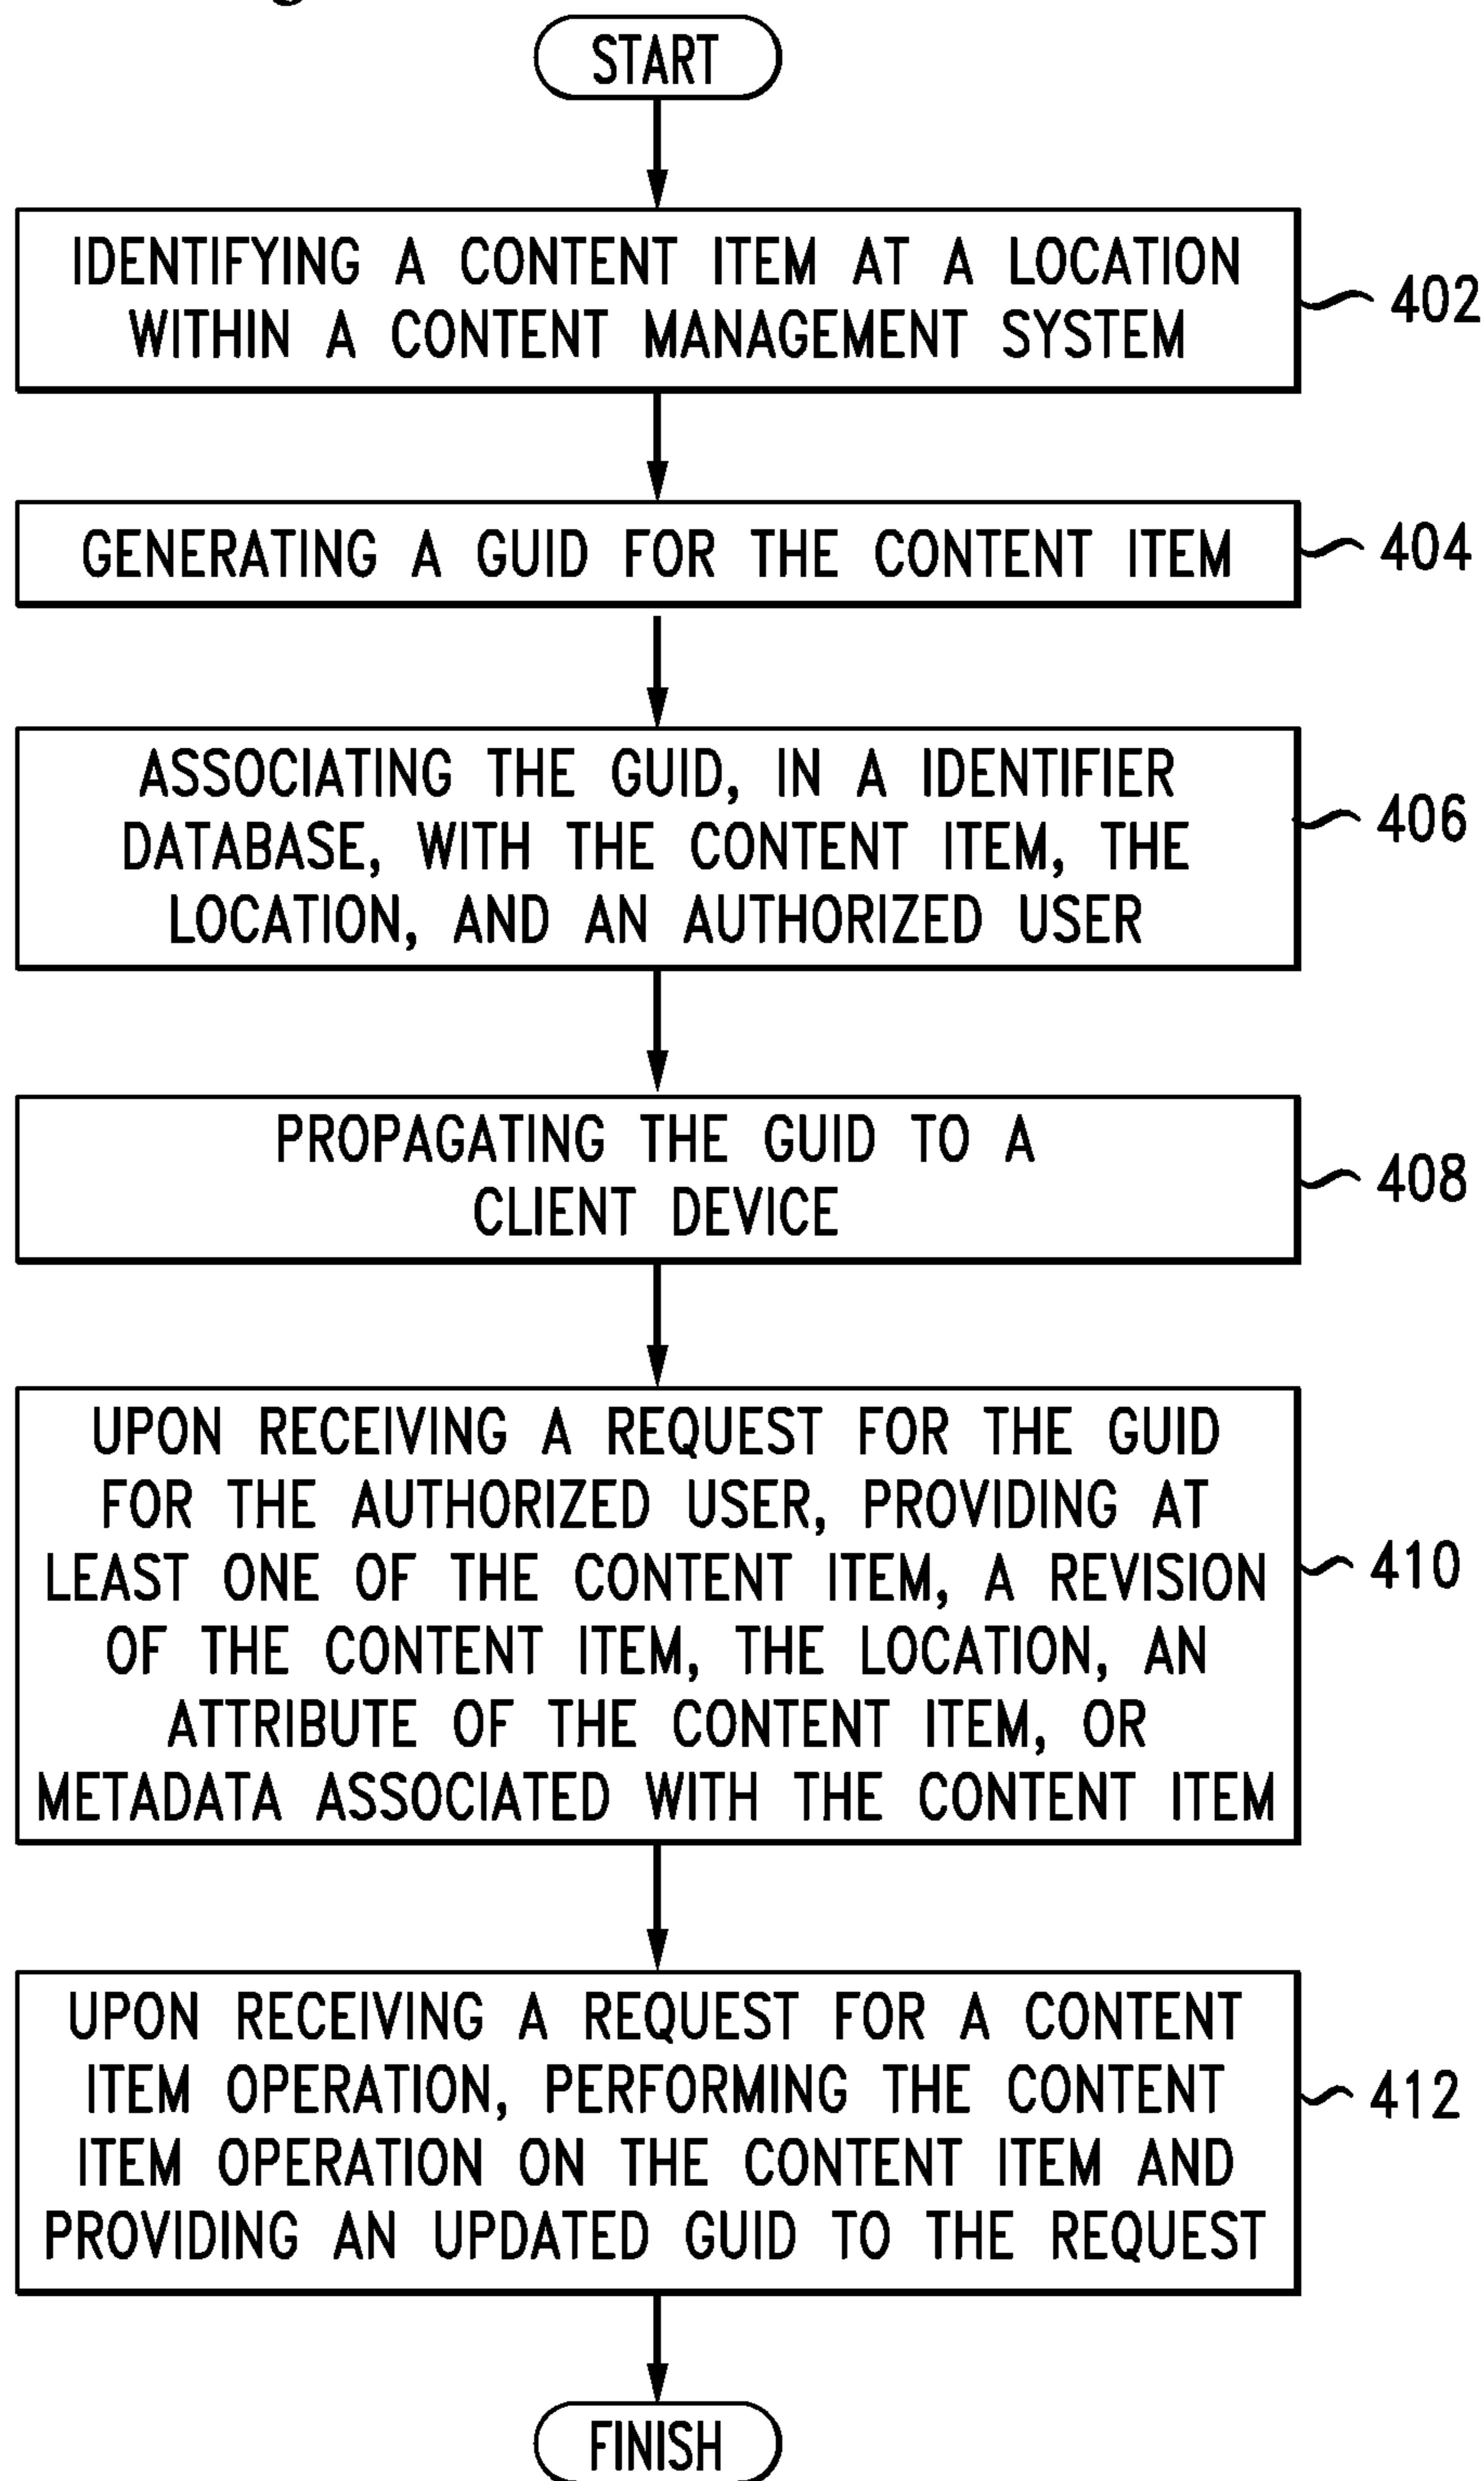 START
IDENTIFYING A CONTENT ITEM AT A LOCATION
WITHIN A CONTENT MANAGEMENT SYSTEM
402
GENERATING A GUID FOR THE CONTENT ITEM
404
ASSOCIATING THE GUID, IN A IDENTIFIER
DATABASE, WITH THE CONTENT ITEM, THE
LOCATION, AND AN AUTHORIZED USER
406
PROPAGATING THE GUID TO A
CLIENT DEVICE
408
UPON RECEIVING A REQUEST FOR THE GUID
FOR THE AUTHORIZED USER, PROVIDING AT
LEAST ONE OF THE CONTENT ITEM, A REVISION
OF THE CONTENT ITEM, THE LOCATION, AN
ATTRIBUTE OF THE CONTENT ITEM, OR
METADATA ASSOCIATED WITH THE CONTENT ITEM
410
UPON RECEIVING A REQUEST FOR A CONTENT
ITEM OPERATION, PERFORMING THE CONTENT
ITEM OPERATION ON THE CONTENT ITEM AND
PROVIDING AN UPDATED GUID TO THE REQUEST
412
FINISH